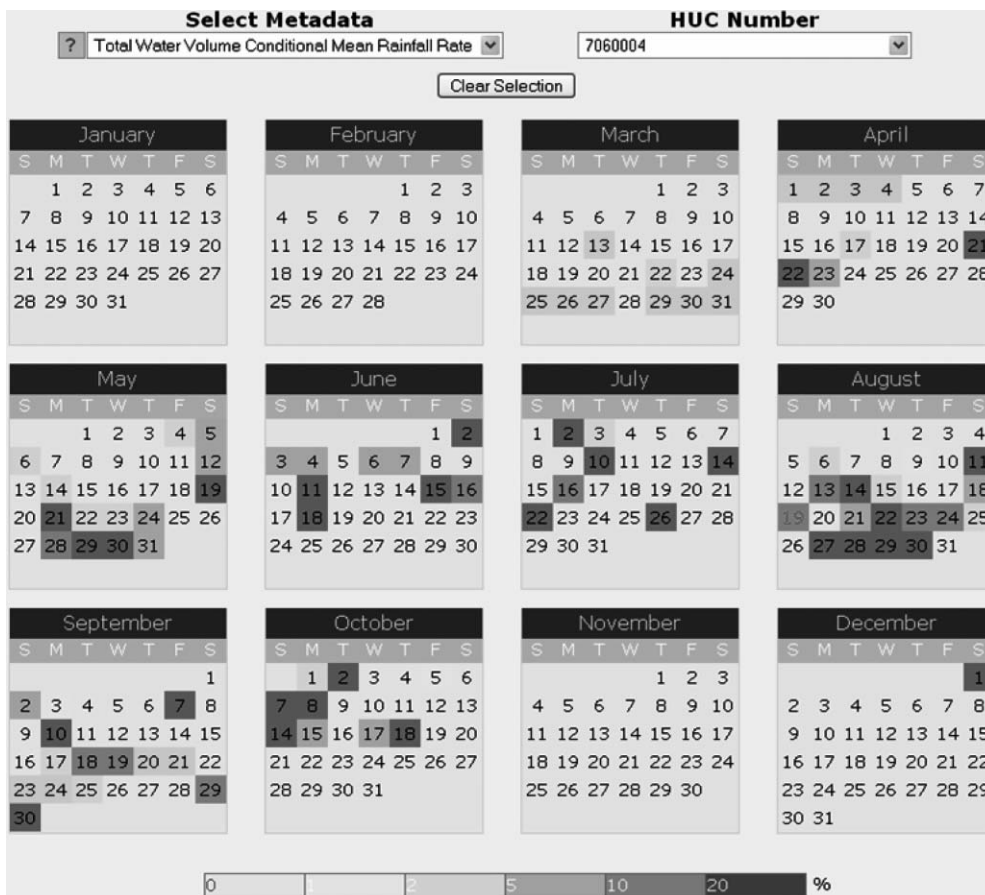 Select Metadata HUC Number
? Total Water Volume Conditional Mean Rainfall Rate 7060004
Clear Selection
January February March April
S M T W T F S S M T W T F S S M T W T F S S M T W T F S
1 2 3 4 5 6 1 2 3 1 2 3 1 2 3 4 5 6 7
7 8 9 10 11 12 13 4 5 6 7 8 9 10 4 5 6 7 8 9 10 8 9 10 11 12 13 14
14 15 16 17 18 19 20 11 12 13 14 15 16 17 11 12 13 14 15 16 17 15 16 17 18 19 20 21
21 22 23 24 25 26 27 18 19 20 21 22 23 24 18 19 20 21 22 23 24 22 23 24 25 26 27 28
28 29 30 31 25 26 27 28 25 26 27 28 29 30 31 29 30
May June July August
S M T W T F S S M T W T F S S M T W T F S S M T W T F S
1 2 3 4 5 1 2 1 2 3 4 5 6 7 1 2 3 4
6 7 8 9 10 11 12 3 4 5 6 7 8 9 8 9 10 11 12 13 14 5 6 7 8 9 10 11
13 14 15 16 17 18 19 10 11 12 13 14 15 16 15 16 17 18 19 20 21 12 13 14 15 16 17 18
20 21 22 23 24 25 26 17 18 19 20 21 22 23 22 23 24 25 26 27 28 19 20 21 22 23 24 25
27 28 29 30 31 24 25 26 27 28 29 30 29 30 31 26 27 28 29 30 31
September October November December
S M T W T F S S M T W T F S S M T W T F S S M T W T F S
1 1 2 3 4 5 6 1 2 3 1
2 3 4 5 6 7 8 7 8 9 10 11 12 13 4 5 6 7 8 9 10 2 3 4 5 6 7 8
9 10 11 12 13 14 15 14 15 16 17 18 19 20 11 12 13 14 15 16 17 9 10 11 12 13 14 15
16 17 18 19 20 21 22 21 22 23 24 25 26 27 18 19 20 21 22 23 24 16 17 18 19 20 21 22
23 24 25 26 27 28 29 28 29 30 31 25 26 27 28 29 30 23 24 25 26 27 28 29
30 30 31
0 1 2 5 10 20 %